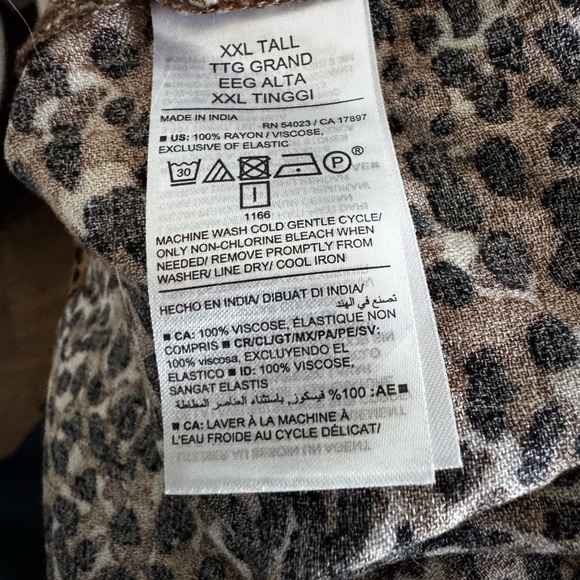 XXL TALL
TTG GRAND
EEG ALTA
XXL TINGGI
MADE IN INDIA
RN 54023 / CA 17897
■ US: 100% RAYON / VISCOSE,
EXCLUSIVE OF ELASTIC
30 P ®
I
1166
MACHINE WASH COLD GENTLE CYCLE/
ONLY NON-CHLORINE BLEACH WHEN
NEEDED/ REMOVE PROMPTLY FROM
WASHER/ LINE DRY/ COOL IRON
HECHO EN INDIA/ DIBUAT DI INDIA/
تصنع في الهند
■ CA: 100% VISCOSE, ÉLASTIQUE NON
COMPRIS ■ CR/CL/GT/MX/PA/PE/SV:
100% viscosa, EXCLUYENDO EL
ELASTICO ■ ID: 100% VISCOSE,
SANGAT ELASTIS
■ AE: 100% فيسكوز, باستثناء العناصر المطاطة
■ CA: LAVER À LA MACHINE À
L'EAU FROIDE AU CYCLE DÉLICAT/